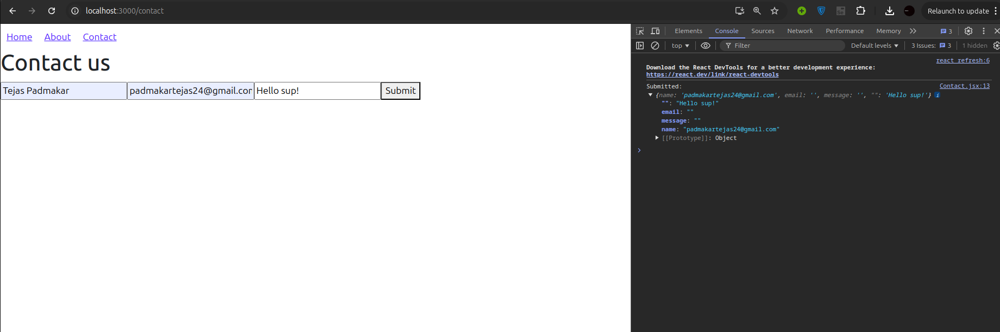 localhost:3000/contact
Relaunch to update
Home About Contact
Contact us
Tejas Padmakar padmakartejas24@gmail.com Hello sup! Submit
Elements Console Sources Network Performance Memory 3
top Filter Default levels 3 Issues: 3 1 hidden
react refresh:6
Download the React DevTools for a better development experience:
https://react.dev/link/react-devtools
Submitted: Contact.jsx:13
{name: 'padmakartejas24@gmail.com', email: '', message: '', "": 'Hello sup!'} i
"": "Hello sup!"
email: ""
message: ""
name: "padmakartejas24@gmail.com"
[[Prototype]]: Object